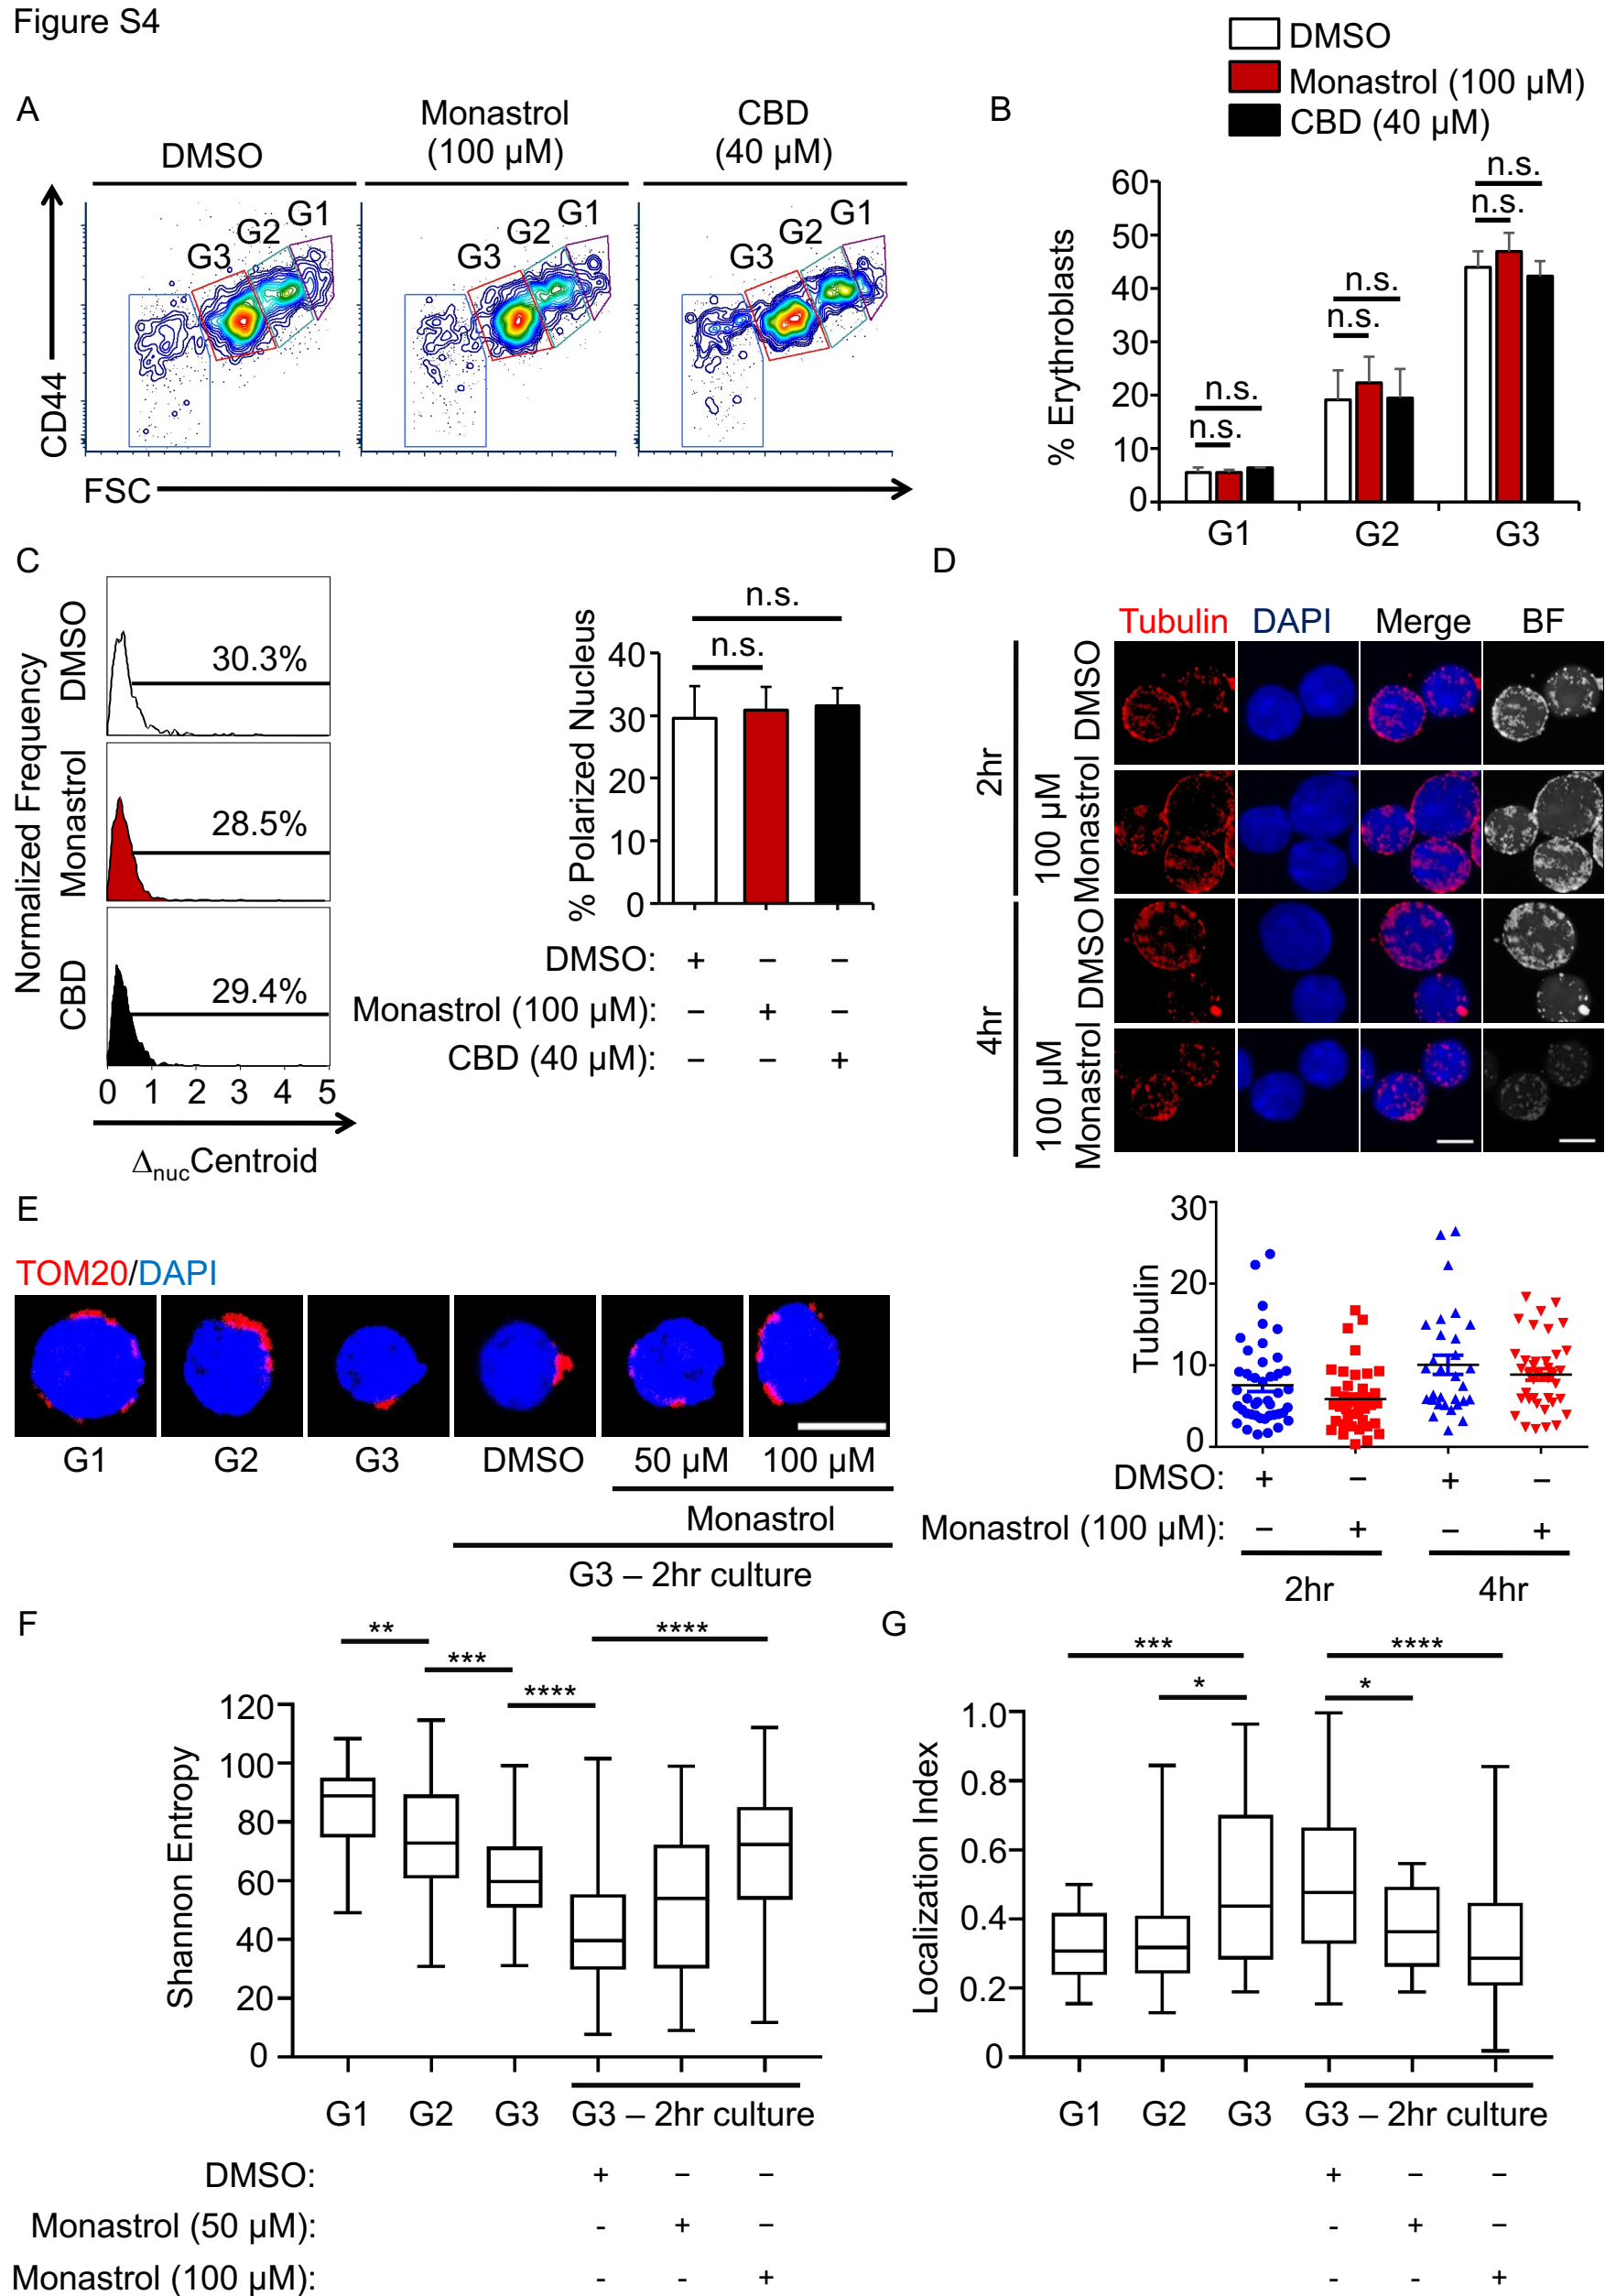 Figure S4
DMSO
Monastrol (100 µM)
CBD (40 µM)
A
DMSO
Monastrol
(100 µM)
CBD
(40 µM)
G3
G2
G1
G3
G2
G1
G3
G2
G1
CD44
FSC
B
% Erythroblasts
60
50
40
30
20
10
0
n.s.
n.s.
n.s.
n.s.
n.s.
n.s.
G1
G2
G3
C
Normalized Frequency
DMSO
30.3%
Monastrol
28.5%
CBD
29.4%
0 1 2 3 4 5
ΔnucCentroid
% Polarized Nucleus
40
30
20
10
0
n.s.
n.s.
DMSO: + – –
Monastrol (100 µM): – + –
CBD (40 µM): – – +
D
Tubulin DAPI Merge BF
2hr
DMSO
100 µM
Monastrol
4hr
DMSO
100 µM
Monastrol
Tubulin
30
20
10
0
DMSO: + – + –
Monastrol (100 µM): – + – +
2hr 4hr
E
TOM20/DAPI
G1 G2 G3 DMSO 50 µM 100 µM
Monastrol
G3 – 2hr culture
F
Shannon Entropy
120
100
80
60
40
20
0
**
***
****
****
G1 G2 G3 G3 – 2hr culture
DMSO: + – –
Monastrol (50 µM): - + –
Monastrol (100 µM): - - +
G
Localization Index
1.0
0.8
0.6
0.4
0.2
0
***
*
****
*
G1 G2 G3 G3 – 2hr culture
+ – –
- + –
- - +